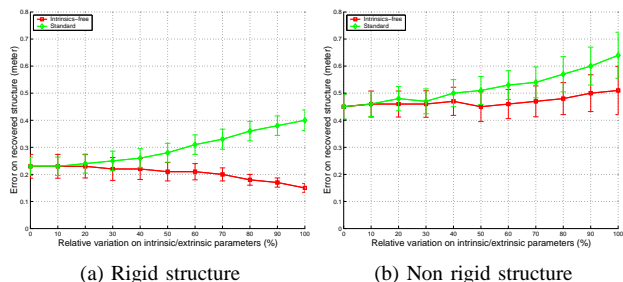 0.8
0.7
0.6
0.5
0.4
0.3
0.2
0.1
0
Error on recovered structure (meter)
Intrinsics-free
Standard
0 10 20 30 40 50 60 70 80 90 100
Relative variation on intrinsic/extrinsic parameters (%)
(a) Rigid structure
0.8
0.7
0.6
0.5
0.4
0.3
0.2
0.1
0
Error on recovered structure (meter)
Intrinsics-free
Standard
0 10 20 30 40 50 60 70 80 90 100
Relative variation on intrinsic/extrinsic parameters (%)
(b) Non rigid structure